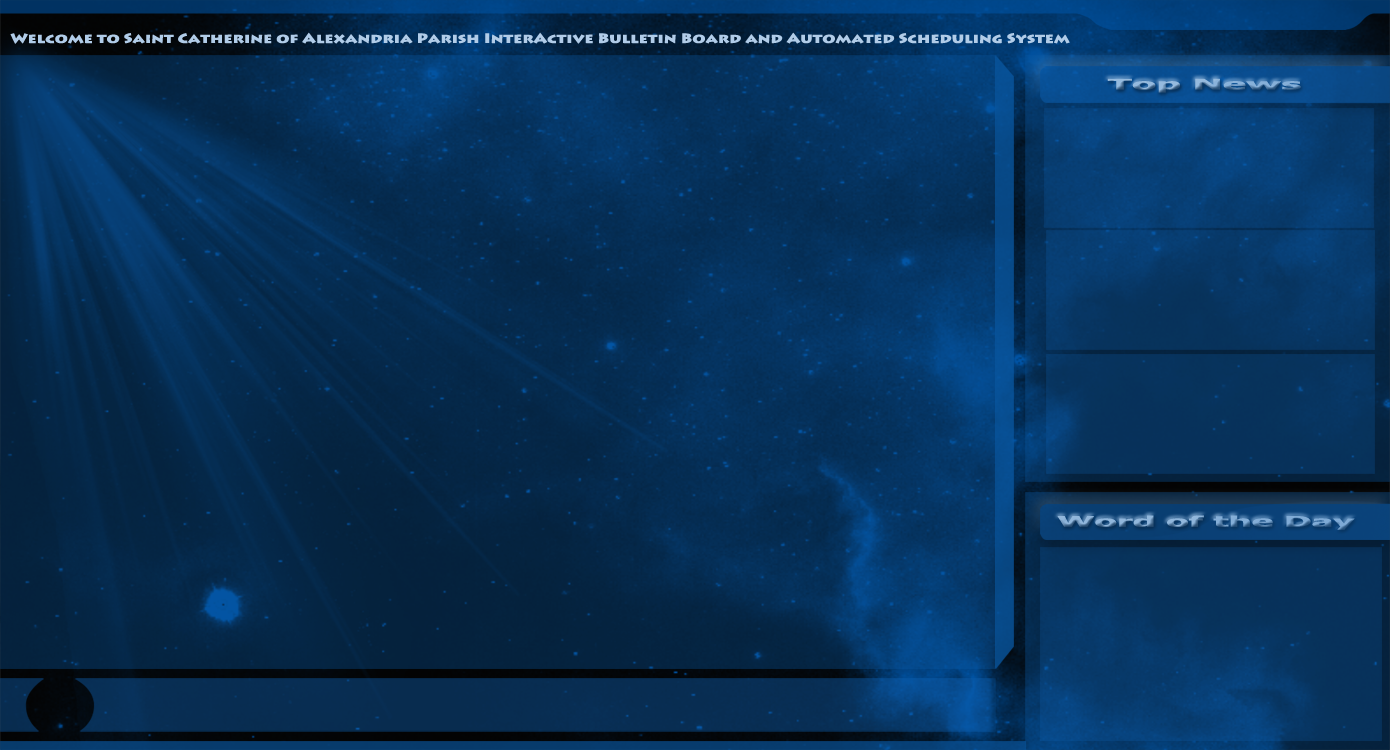 Welcome to Saint Catherine of Alexandria Parish InterActive Bulletin Board and Automated Scheduling System
Top News
Word of the Day